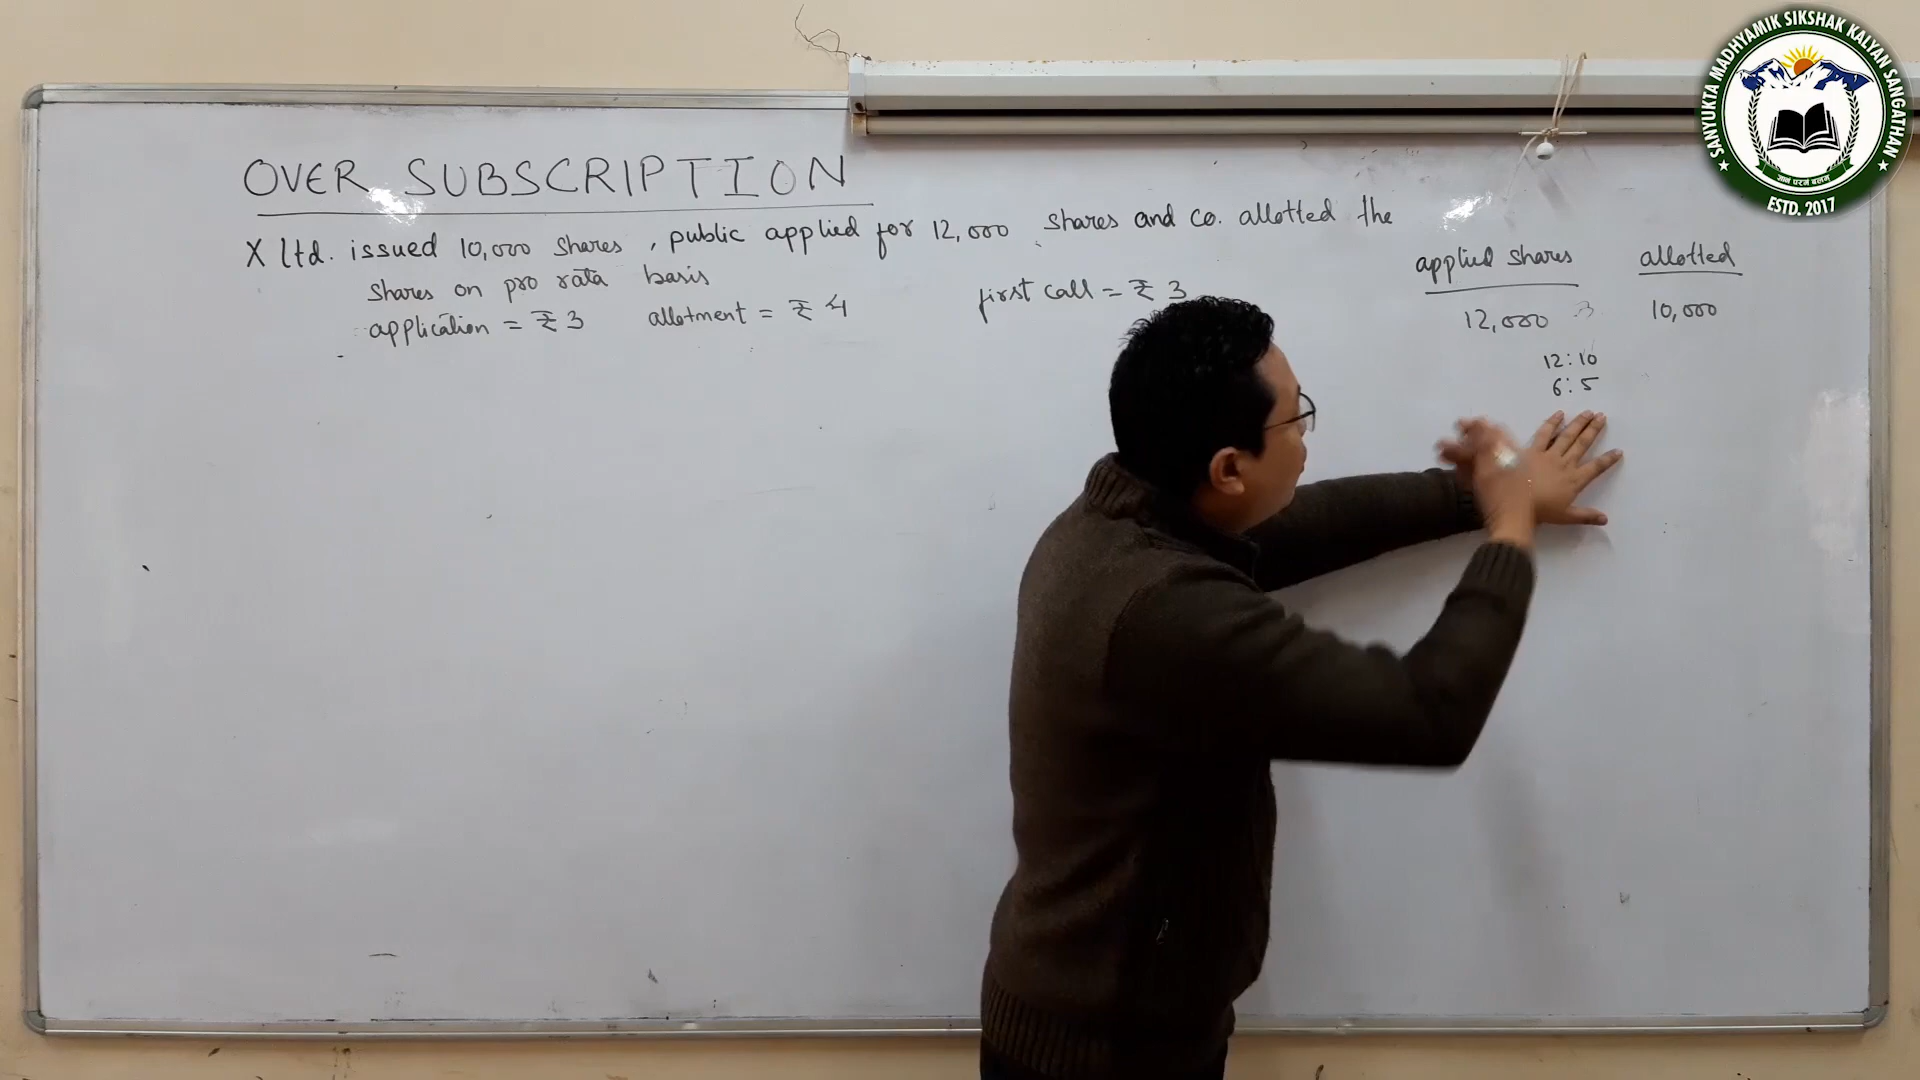 OVER SUBSCRIPTION
X Ltd. issued 10,000 shares, public applied for 12,000 shares and co. allotted the
shares on pro rata basis
application = ₹ 3 allotment = ₹ 4 first call = ₹ 3
applied shares allotted
12,000 10,000
12:10
6:5
SANYUKTA MADHYAMIK SIKSHAK KALYAN SANGATHAN
ESTD. 2017